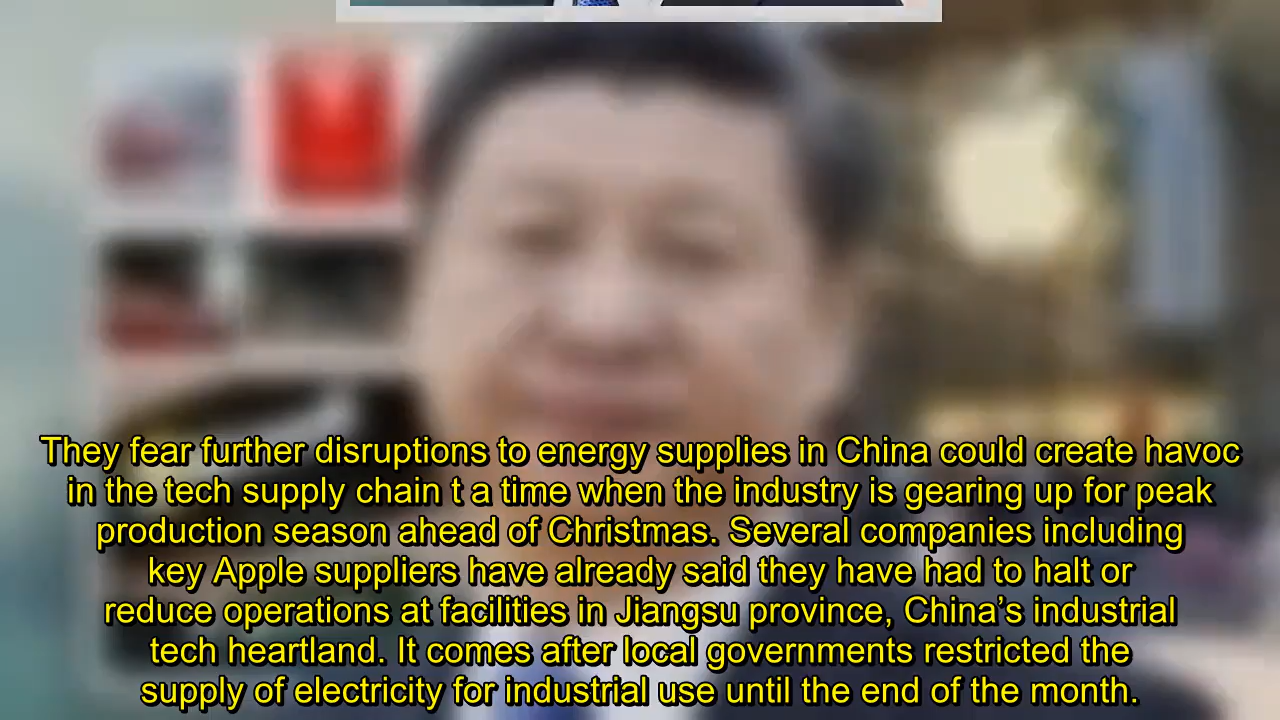 They fear further disruptions to energy supplies in China could create havoc
in the tech supply chain t a time when the industry is gearing up for peak
production season ahead of Christmas. Several companies including
key Apple suppliers have already said they have had to halt or
reduce operations at facilities in Jiangsu province, China’s industrial
tech heartland. It comes after local governments restricted the
supply of electricity for industrial use until the end of the month.